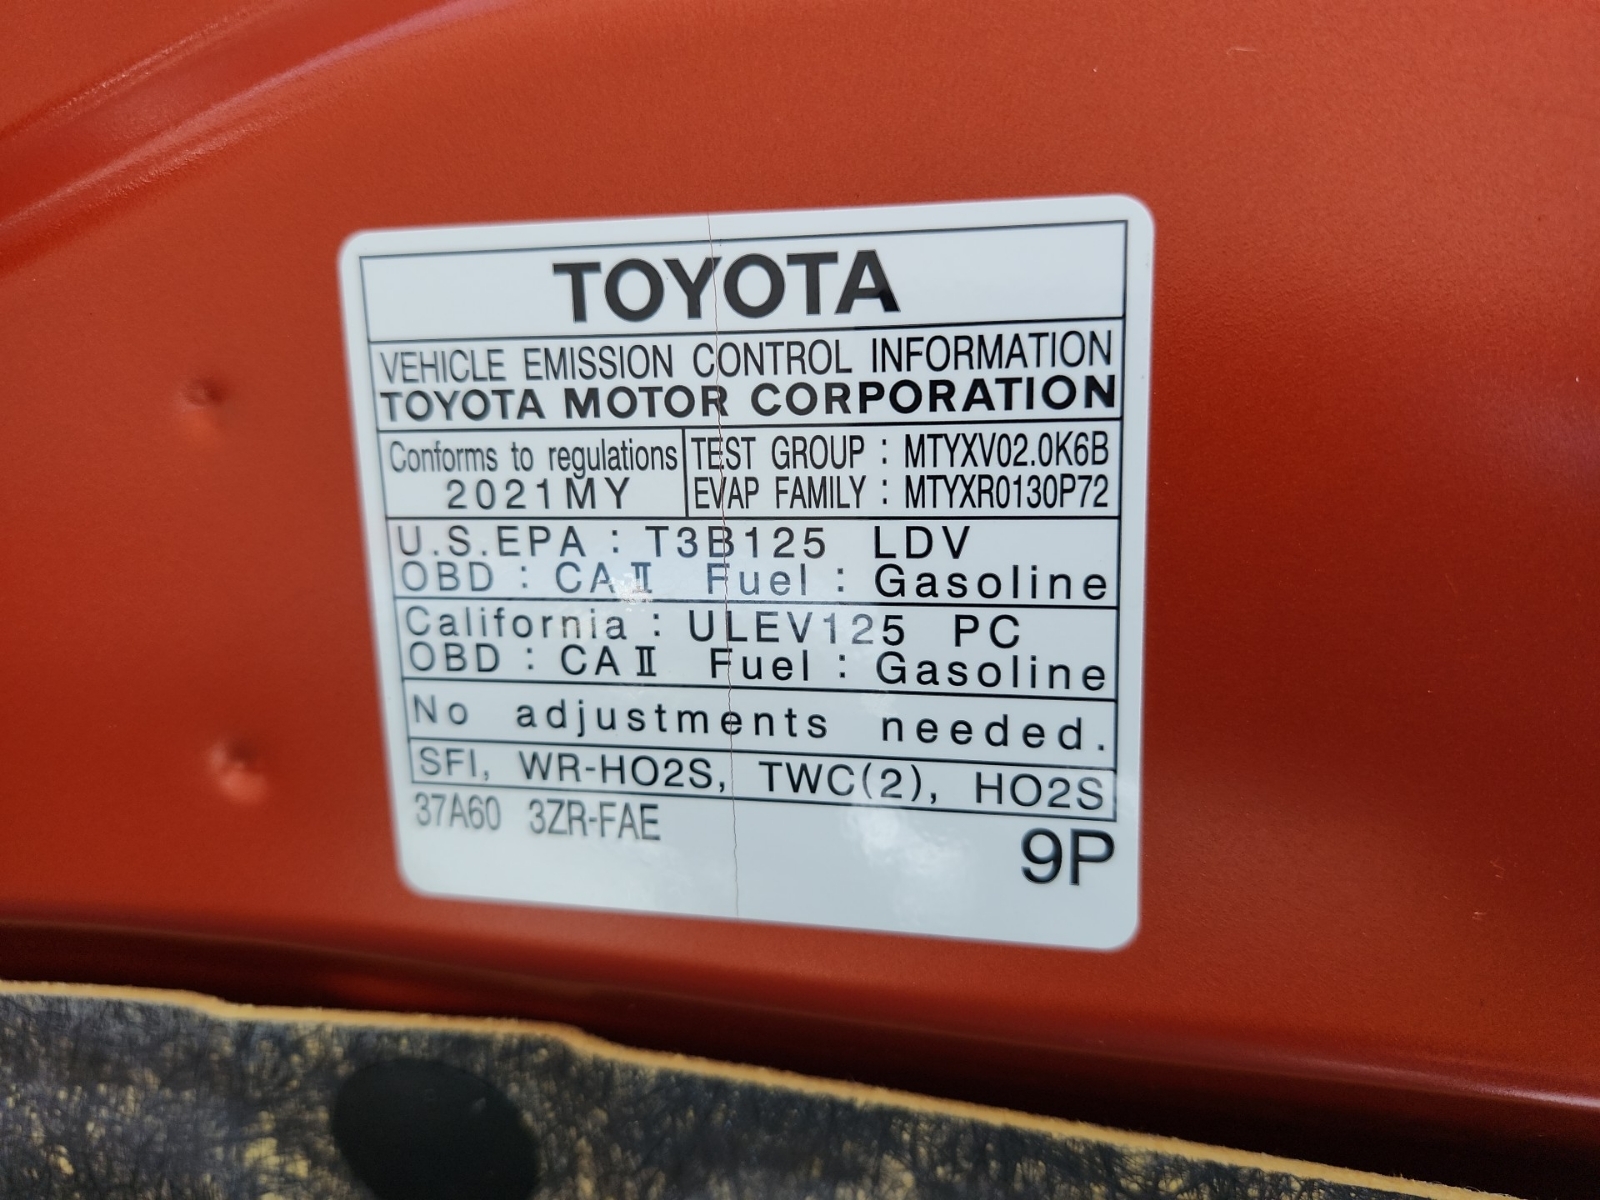 TOYOTA
VEHICLE EMISSION CONTROL INFORMATION
TOYOTA MOTOR CORPORATION
Conforms to regulations
2021MY
TEST GROUP : MTYXV02.0K6B
EVAP FAMILY : MTYXR0130P72
U.S.EPA : T3B125 LDV
OBD : CAⅡ Fuel : Gasoline
California : ULEV125 PC
OBD : CAⅡ Fuel : Gasoline
No adjustments needed.
SFI, WR-HO2S, TWC(2), HO2S
37A60 3ZR-FAE
9P